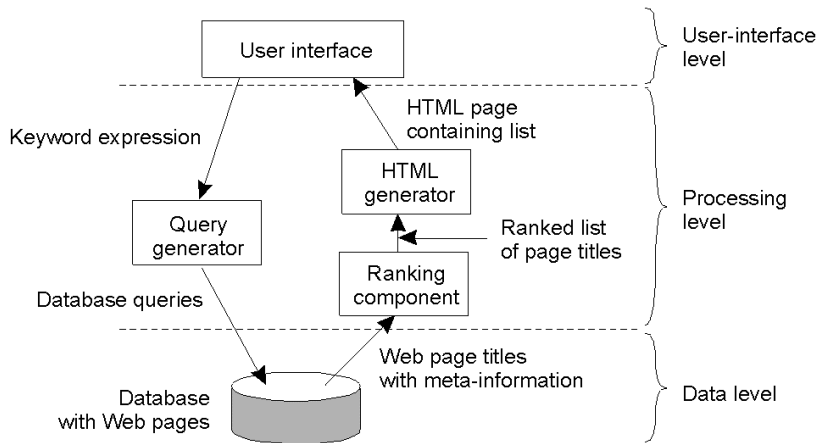 User interface
User-interface
level
Keyword expression
HTML page
containing list
HTML
generator
Query
generator
Processing
level
Ranked list
of page titles
Ranking
component
Database queries
Web page titles
with meta-information
Database
with Web pages
Data level